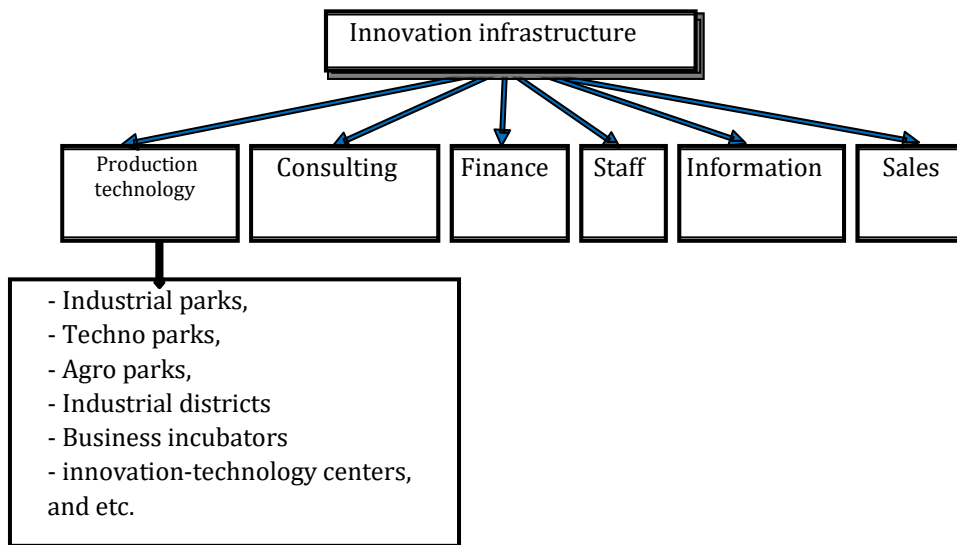 Innovation infrastructure
Production
technology
Consulting
Finance
Staff
Information
Sales
- Industrial parks,
- Techno parks,
- Agro parks,
- Industrial districts
- Business incubators
- innovation-technology centers,
and etc.